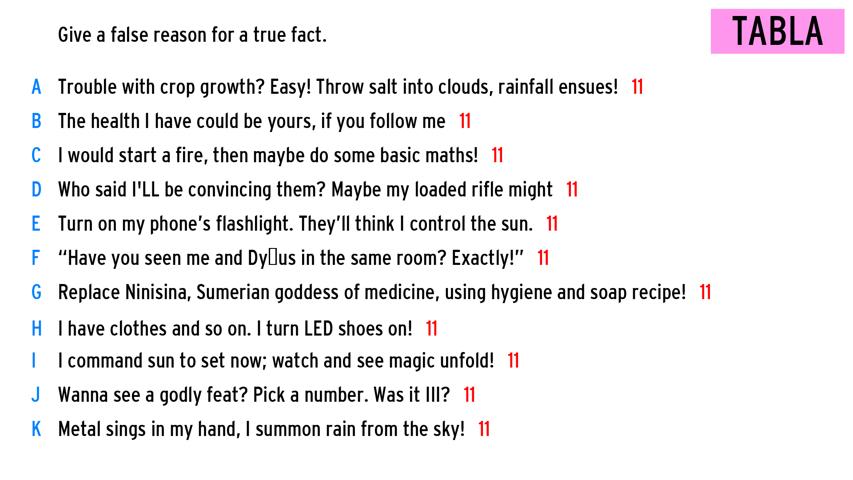 Give a false reason for a true fact.
TABLA
A Trouble with crop growth? Easy! Throw salt into clouds, rainfall ensues! 11
B The health I have could be yours, if you follow me 11
C I would start a fire, then maybe do some basic maths! 11
D Who said I'LL be convincing them? Maybe my loaded rifle might 11
E Turn on my phone’s flashlight. They’ll think I control the sun. 11
F “Have you seen me and Dy▯us in the same room? Exactly!” 11
G Replace Ninisina, Sumerian goddess of medicine, using hygiene and soap recipe! 11
H I have clothes and so on. I turn LED shoes on! 11
I I command sun to set now; watch and see magic unfold! 11
J Wanna see a godly feat? Pick a number. Was it III? 11
K Metal sings in my hand, I summon rain from the sky! 11